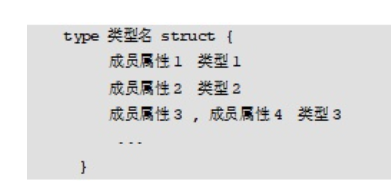 type 类型名 struct {
成员属性1 类型1
成员属性2 类型2
成员属性3 , 成员属性4 类型3
...
}